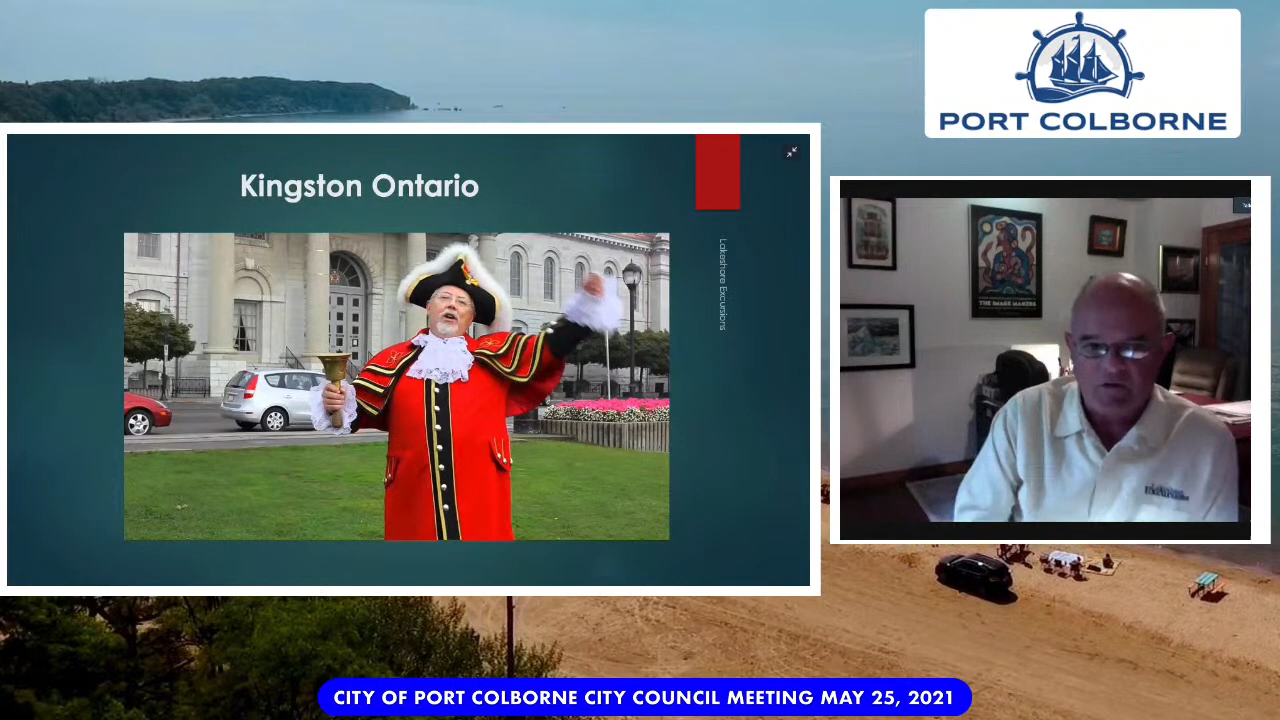 PORT COLBORNE
Kingston Ontario
Lakeshore Excursions
THE IMAGE MAKERS
CITY OF PORT COLBORNE CITY COUNCIL MEETING MAY 25, 2021